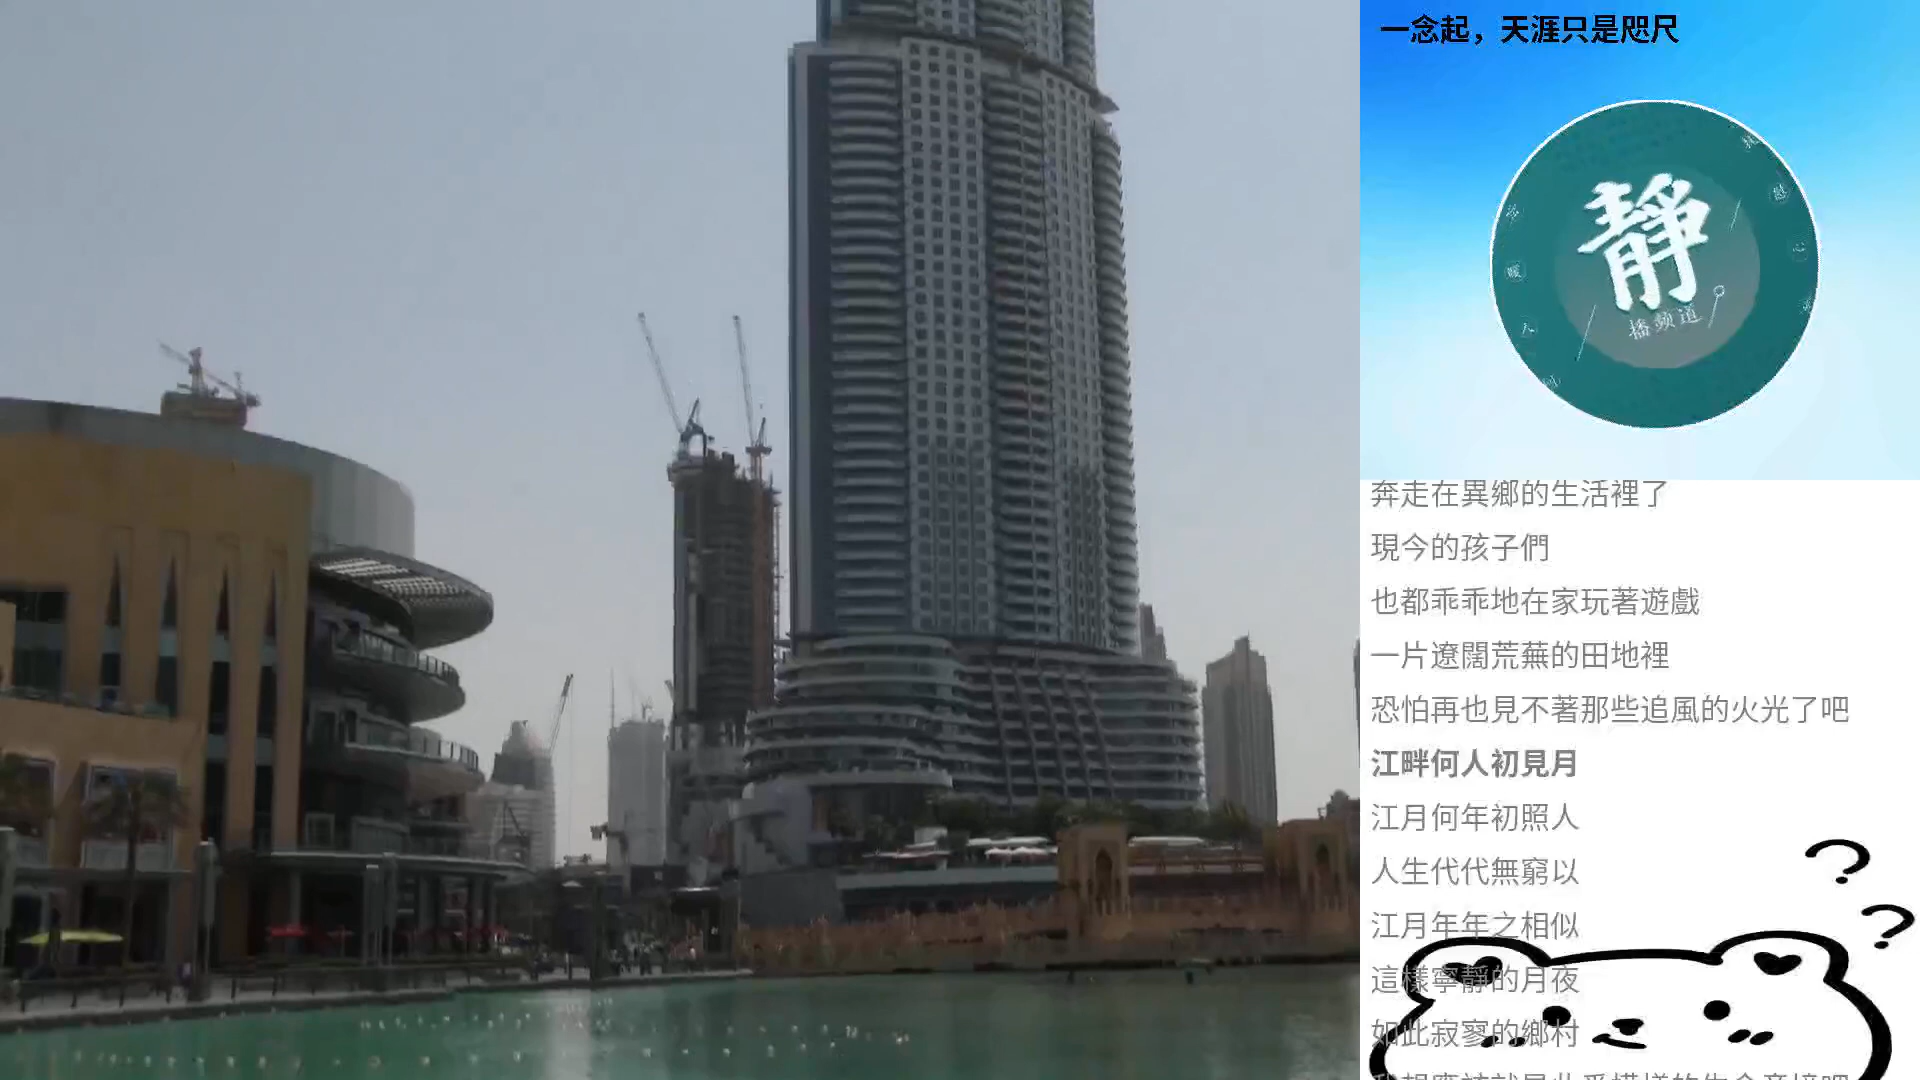 一念起，天涯只是咫尺
靜
播频道
暖
人
心
慰
奔走在異鄉的生活裡了
現今的孩子們
也都乖乖地在家玩著遊戲
一片遼闊荒蕪的田地裡
恐怕再也見不著那些追風的火光了吧
江畔何人初見月
江月何年初照人
人生代代無窮以
江月年年之相似
這樣寧靜的月夜
如此寂寥的鄉村